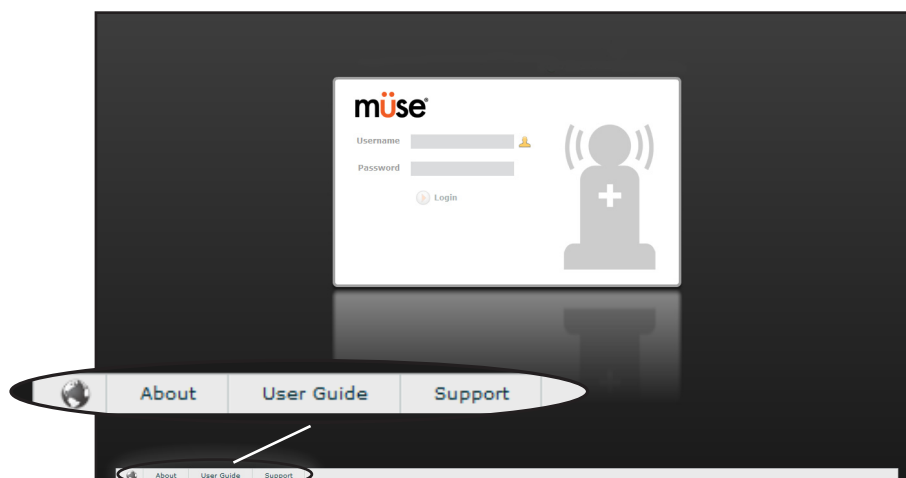 müse®
Username
Password
Login
About User Guide Support
About User Guide Support